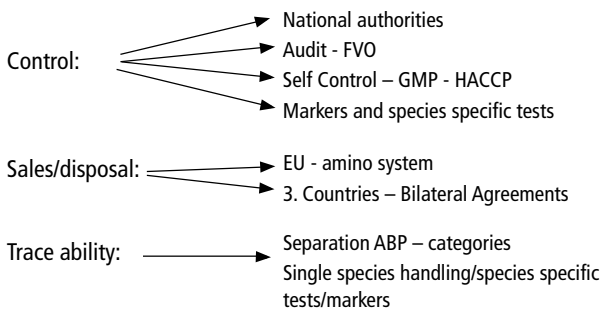 Control:
National authorities
Audit - FVO
Self Control – GMP - HACCP
Markers and species specific tests
Sales/disposal:
EU - amino system
3. Countries – Bilateral Agreements
Trace ability:
Separation ABP – categories
Single species handling/species specific
tests/markers